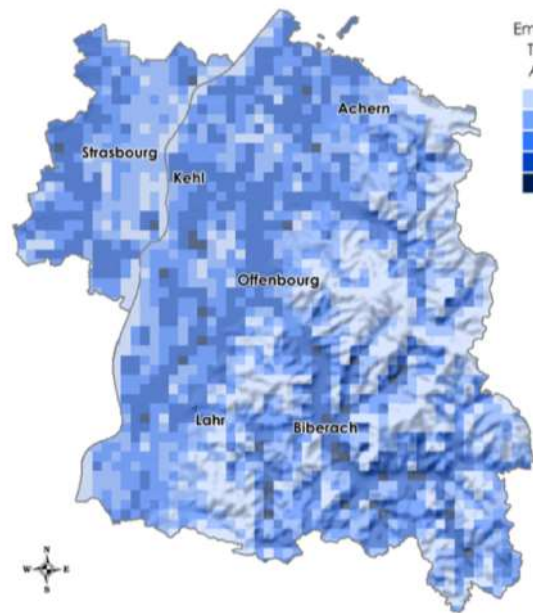 Achern
Strasbourg
Kehl
Offenbourg
Lahr
Biberach
N
W E
S